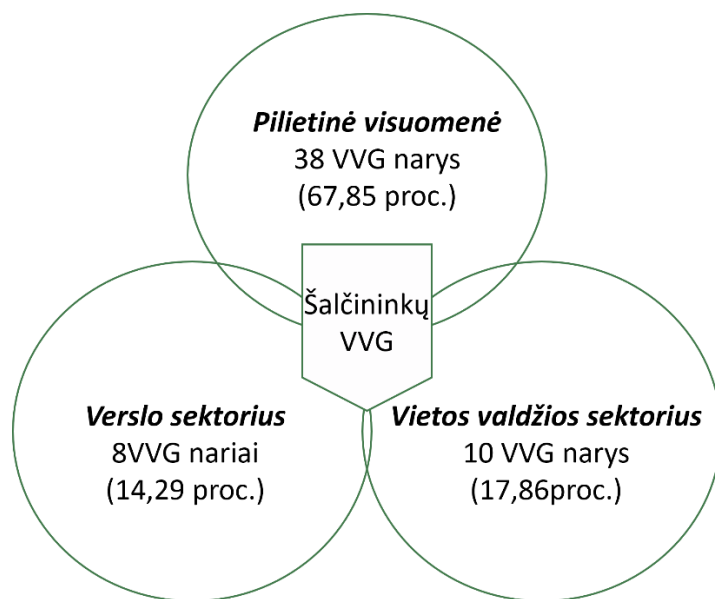 Pilietinė visuomenė
38 VVG narys
(67,85 proc.)
Šalčininkų
VVG
Verslo sektorius
8VVG nariai
(14,29 proc.)
Vietos valdžios sektorius
10 VVG narys
(17,86proc.)